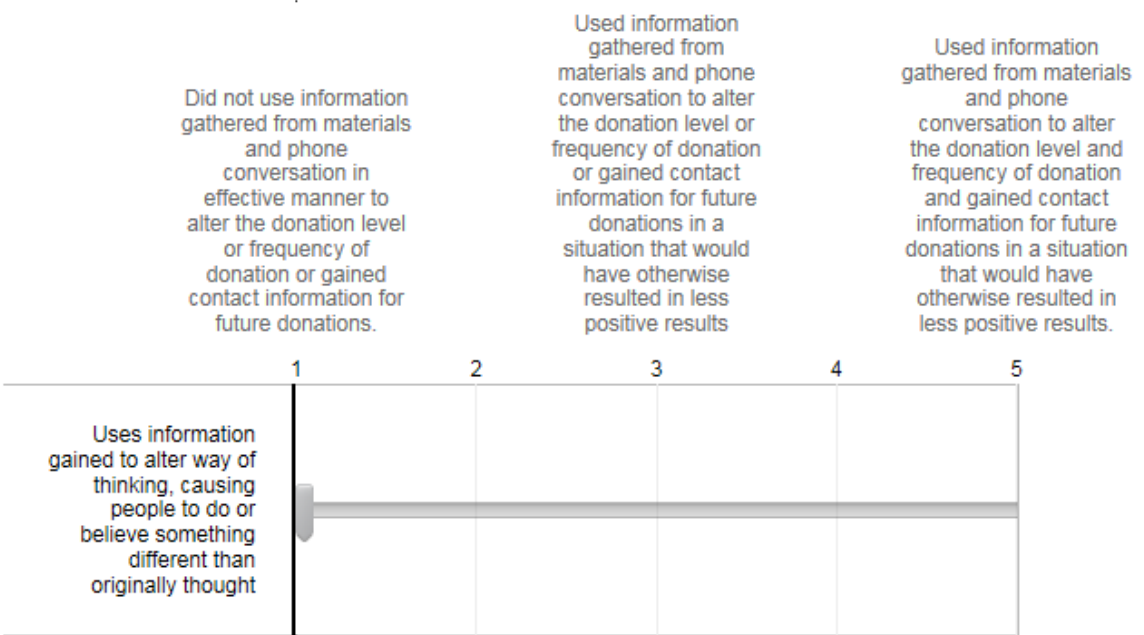 Did not use information
gathered from materials
and phone
conversation in
effective manner to
alter the donation level
or frequency of
donation or gained
contact information for
future donations.
Used information
gathered from
materials and phone
conversation to alter
the donation level or
frequency of donation
or gained contact
information for future
donations in a
situation that would
have otherwise
resulted in less
positive results
Used information
gathered from materials
and phone
conversation to alter
the donation level and
frequency of donation
and gained contact
information for future
donations in a situation
that would have
otherwise resulted in
less positive results.
1 2 3 4 5
Uses information
gained to alter way of
thinking, causing
people to do or
believe something
different than
originally thought